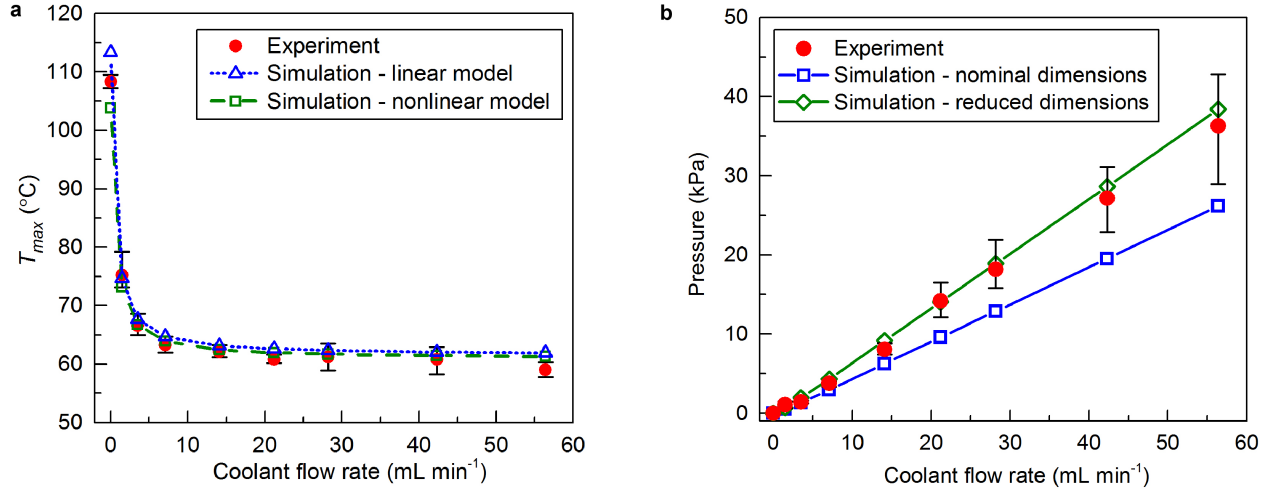 a
120
110
100
90
80
70
60
50
T_max (°C)
Experiment
Simulation - linear model
Simulation - nonlinear model
0 10 20 30 40 50 60
Coolant flow rate (mL min⁻¹)
b
50
40
30
20
10
0
Pressure (kPa)
Experiment
Simulation - nominal dimensions
Simulation - reduced dimensions
0 10 20 30 40 50 60
Coolant flow rate (mL min⁻¹)